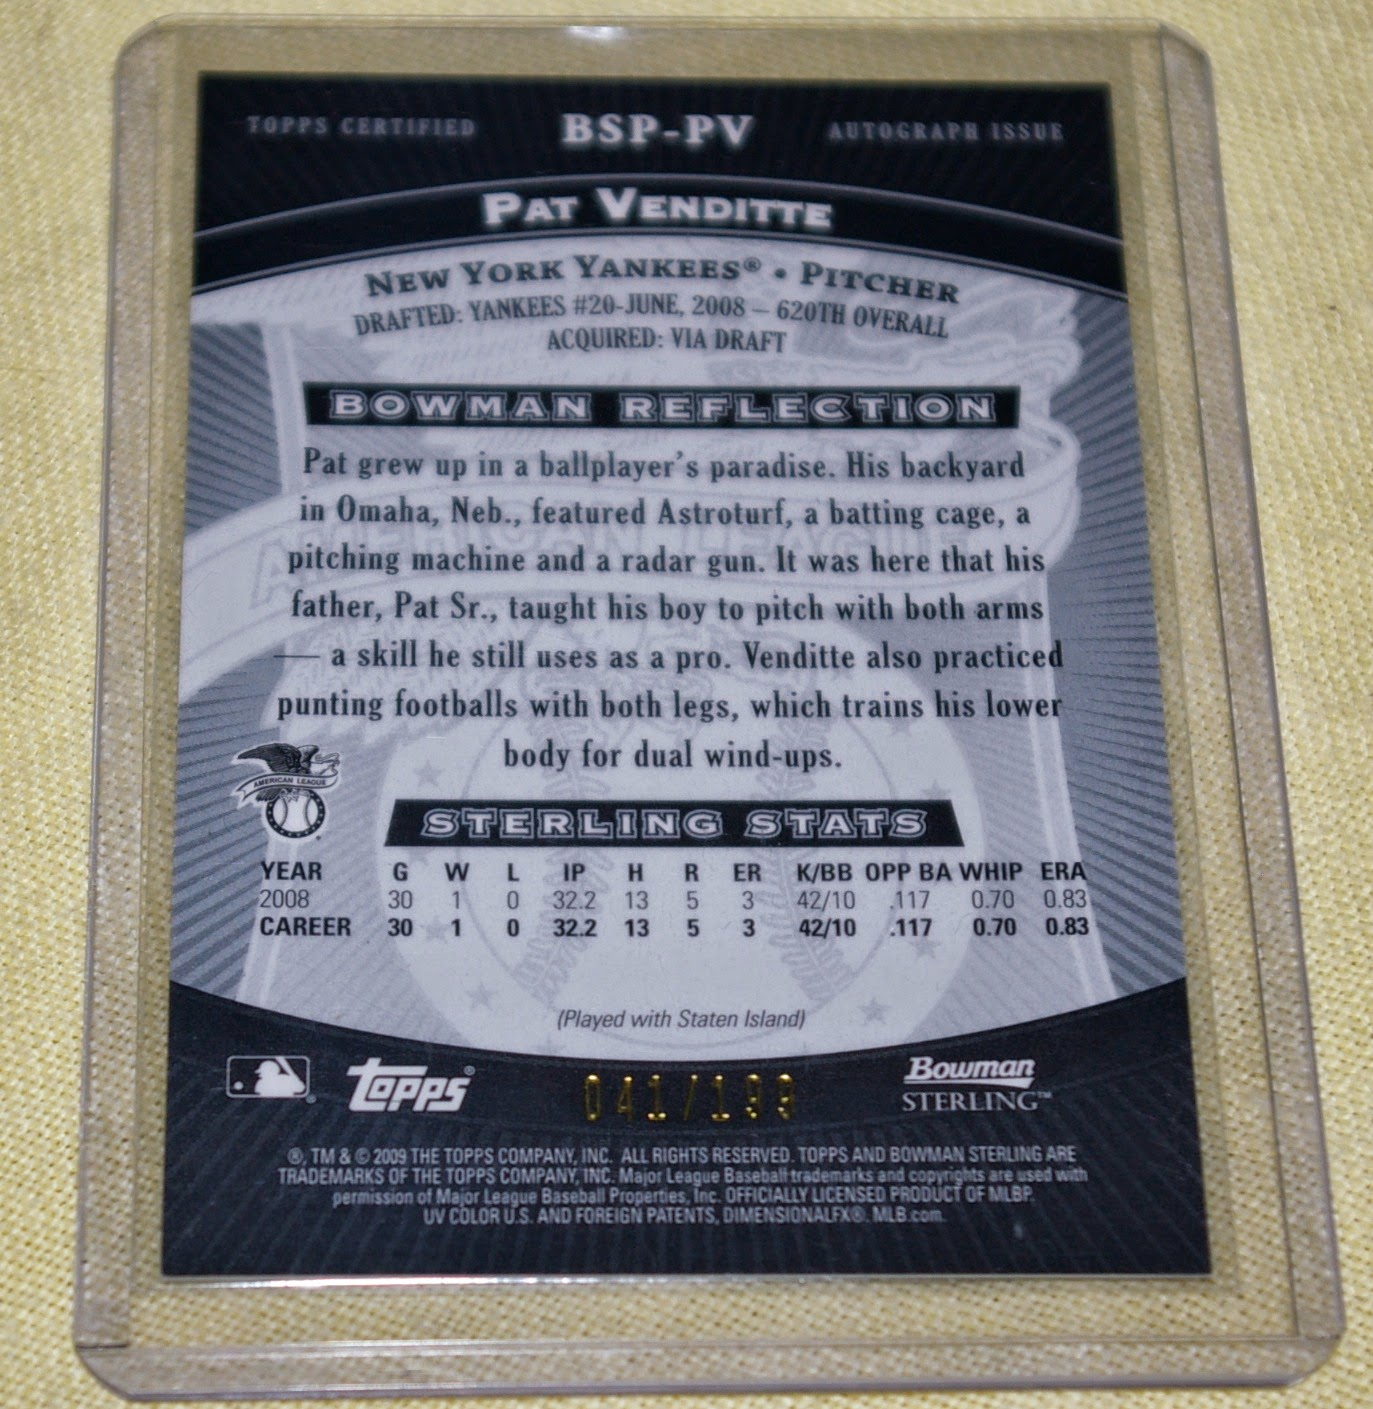 TOPPS CERTIFIED BSP-PV AUTOGRAPH ISSUE
PAT VENDITTE
NEW YORK YANKEES® • PITCHER
DRAFTED: YANKEES #20-JUNE, 2008 – 620TH OVERALL
ACQUIRED: VIA DRAFT
BOWMAN REFLECTION
Pat grew up in a ballplayer's paradise. His backyard
in Omaha, Neb., featured Astroturf, a batting cage, a
pitching machine and a radar gun. It was here that his
father, Pat Sr., taught his boy to pitch with both arms
— a skill he still uses as a pro. Venditte also practiced
punting footballs with both legs, which trains his lower
body for dual wind-ups.
AMERICAN LEAGUE
STERLING STATS
YEAR G W L IP H R ER K/BB OPP BA WHIP ERA
2008 30 1 0 32.2 13 5 3 42/10 .117 0.70 0.83
CAREER 30 1 0 32.2 13 5 3 42/10 .117 0.70 0.83
(Played with Staten Island)
TOPPS® 041/199 Bowman
STERLING™
®, TM & © 2009 THE TOPPS COMPANY, INC. ALL RIGHTS RESERVED. TOPPS AND BOWMAN STERLING ARE
TRADEMARKS OF THE TOPPS COMPANY, INC. Major League Baseball trademarks and copyrights are used with
permission of Major League Baseball Properties, Inc. OFFICIALLY LICENSED PRODUCT OF MLBP.
UV COLOR U.S. AND FOREIGN PATENTS, DIMENSIONALFX®. MLB.com.